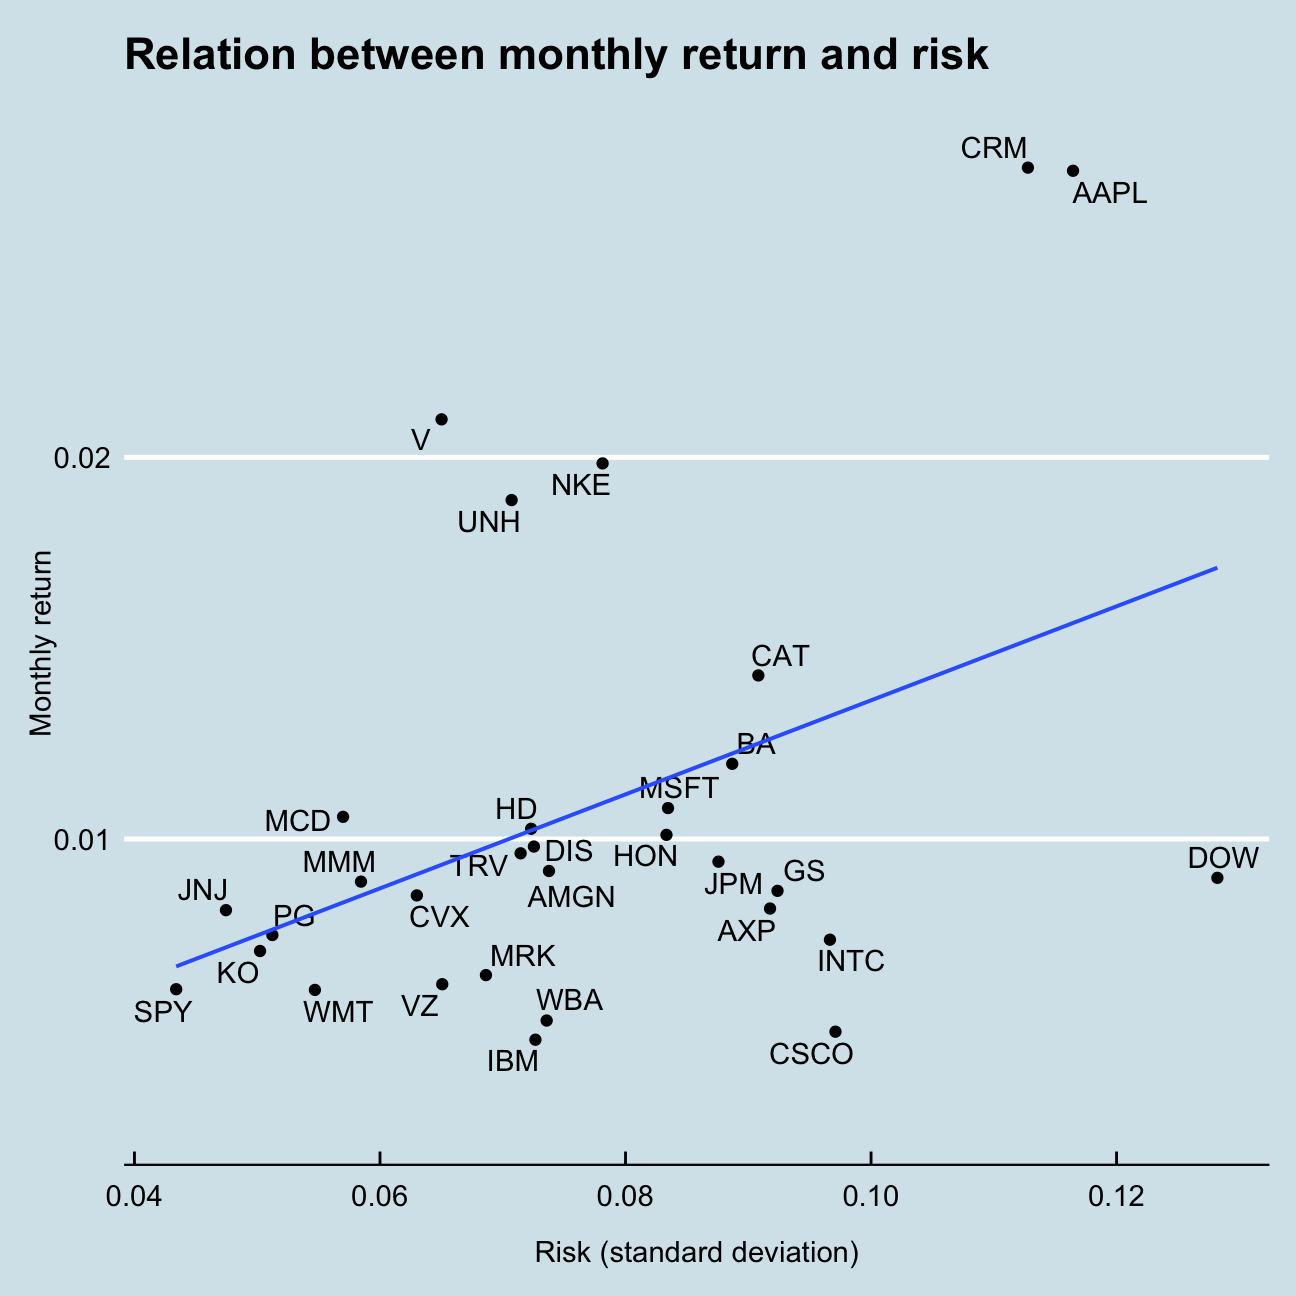 Relation between monthly return and risk
CRM
AAPL
V
0.02
NKE
UNH
Monthly return
CAT
BA
MSFT
HD
MCD
0.01
DIS
HON
DOW
MMM
TRV
GS
JPM
JNJ
AMGN
PG
CVX
AXP
MRK
INTC
KO
WBA
VZ
SPY
WMT
CSCO
IBM
0.04
0.06
0.08
0.10
0.12
Risk (standard deviation)